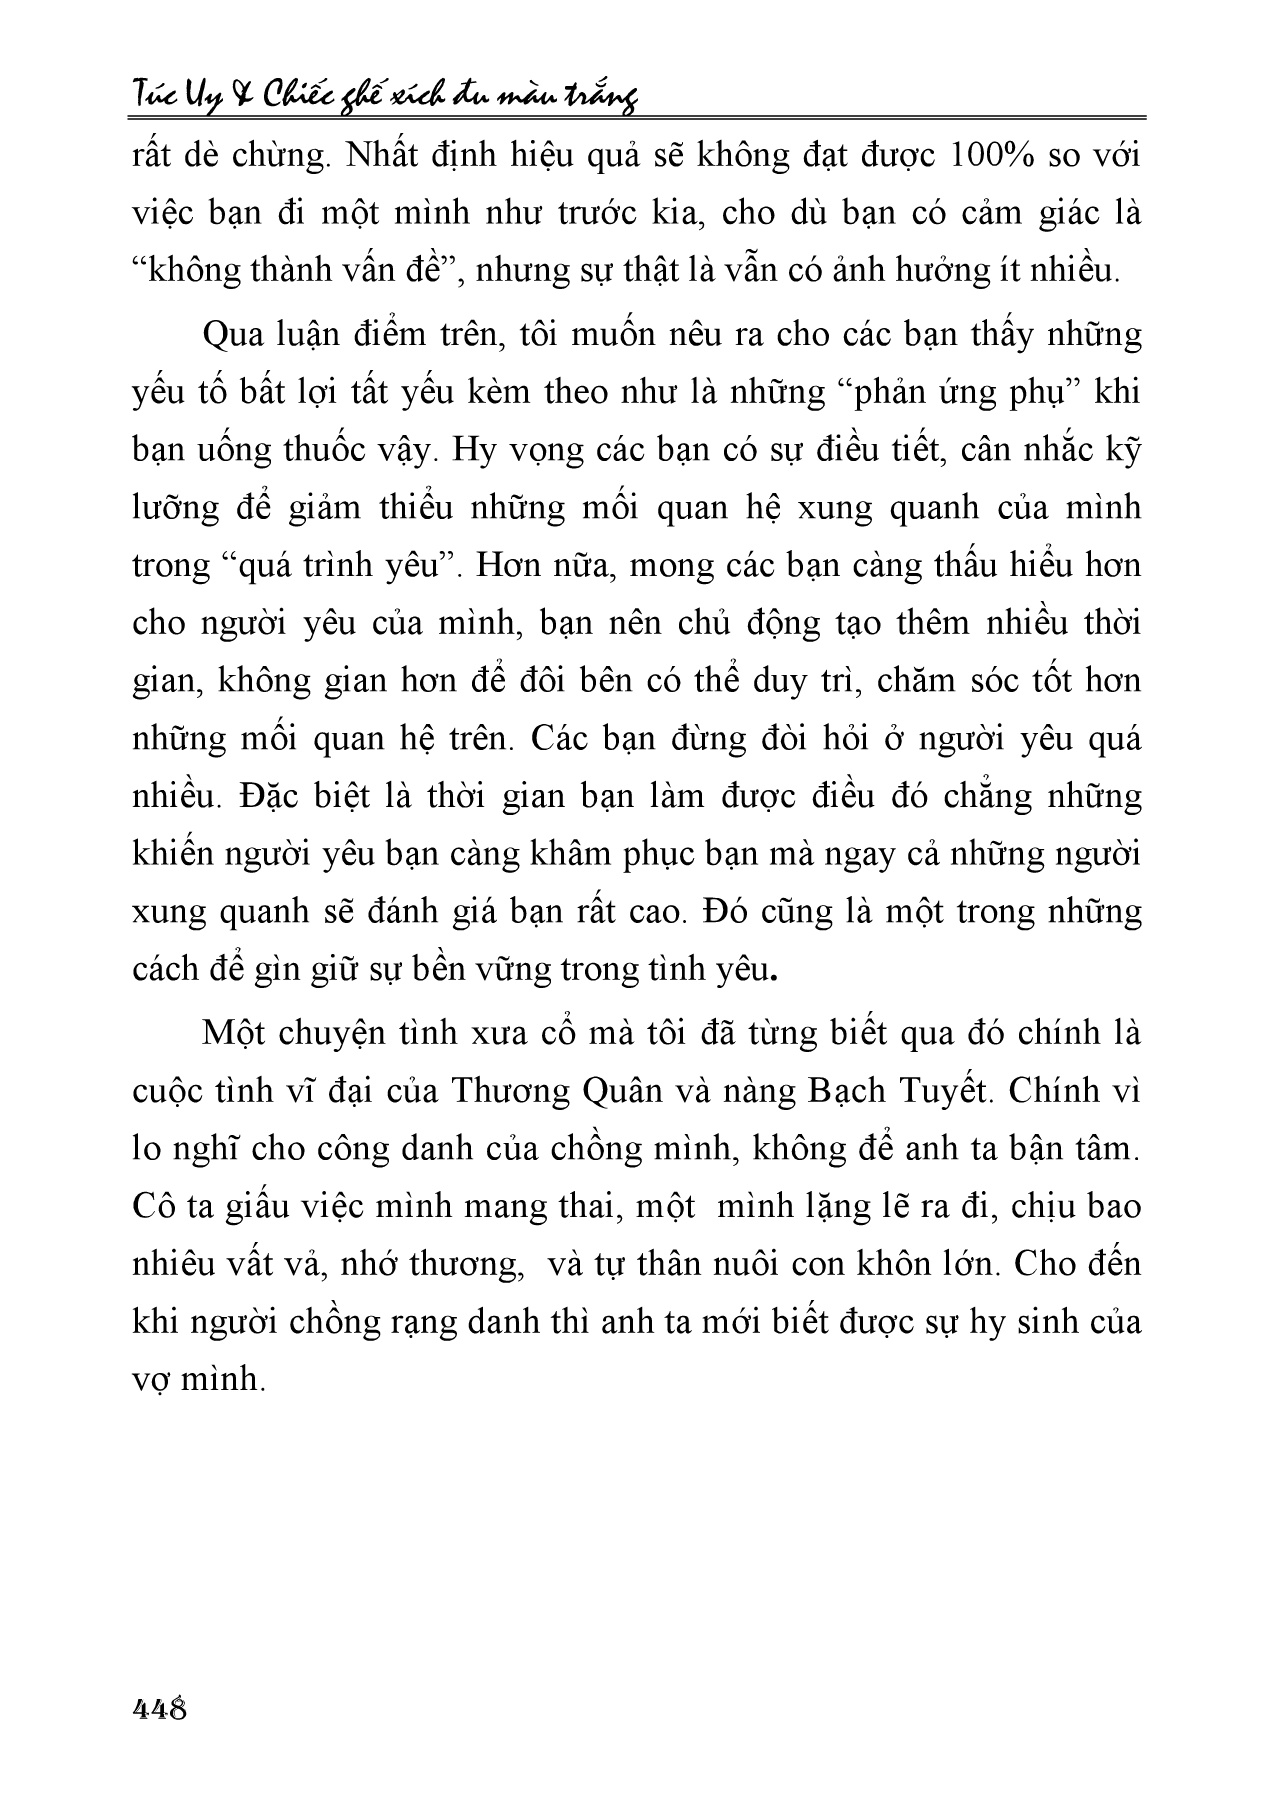 Túc Uy & Chiếc ghế xích đu màu trắng
rất dè chừng. Nhất định hiệu quả sẽ không đạt được 100% so với
việc bạn đi một mình như trước kia, cho dù bạn có cảm giác là
“không thành vấn đề”, nhưng sự thật là vẫn có ảnh hưởng ít nhiều.
Qua luận điểm trên, tôi muốn nêu ra cho các bạn thấy những
yếu tố bất lợi tất yếu kèm theo như là những “phản ứng phụ” khi
bạn uống thuốc vậy. Hy vọng các bạn có sự điều tiết, cân nhắc kỹ
lưỡng để giảm thiểu những mối quan hệ xung quanh của mình
trong “quá trình yêu”. Hơn nữa, mong các bạn càng thấu hiểu hơn
cho người yêu của mình, bạn nên chủ động tạo thêm nhiều thời
gian, không gian hơn để đôi bên có thể duy trì, chăm sóc tốt hơn
những mối quan hệ trên. Các bạn đừng đòi hỏi ở người yêu quá
nhiều. Đặc biệt là thời gian bạn làm được điều đó chẳng những
khiến người yêu bạn càng khâm phục bạn mà ngay cả những người
xung quanh sẽ đánh giá bạn rất cao. Đó cũng là một trong những
cách để gìn giữ sự bền vững trong tình yêu.
Một chuyện tình xưa cổ mà tôi đã từng biết qua đó chính là
cuộc tình vĩ đại của Thương Quân và nàng Bạch Tuyết. Chính vì
lo nghĩ cho công danh của chồng mình, không để anh ta bận tâm.
Cô ta giấu việc mình mang thai, một mình lặng lẽ ra đi, chịu bao
nhiêu vất vả, nhớ thương, và tự thân nuôi con khôn lớn. Cho đến
khi người chồng rạng danh thì anh ta mới biết được sự hy sinh của
vợ mình.
448